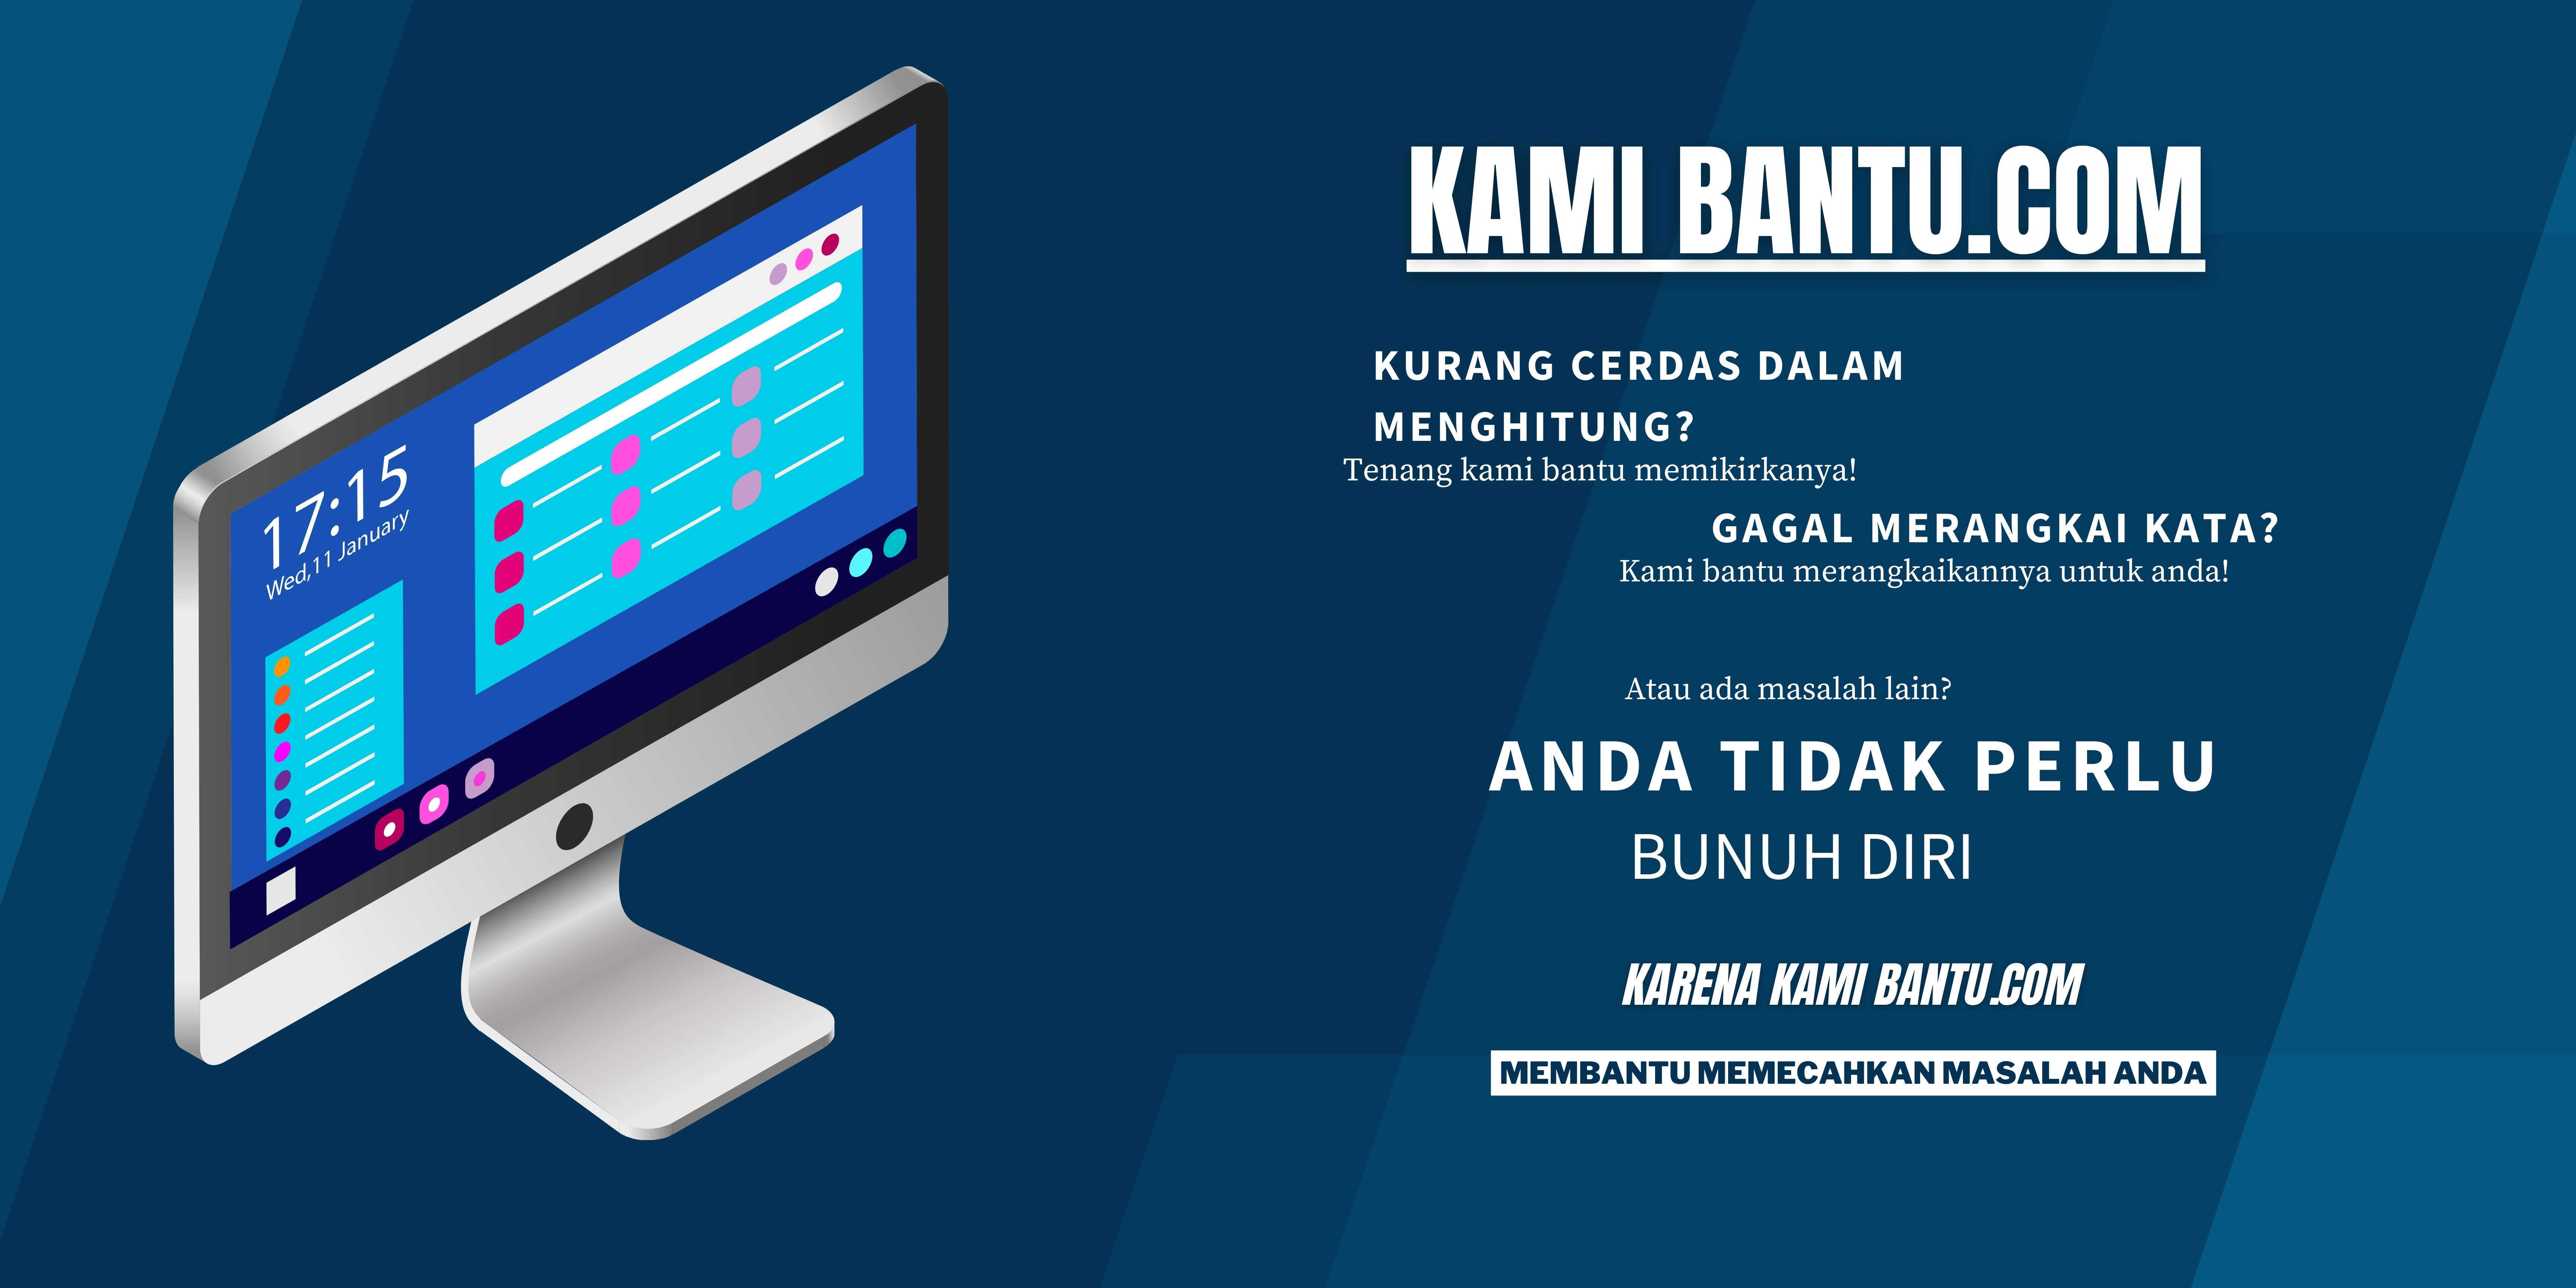 17:15
Wed,11 January
KAMI BANTU.COM
KURANG CERDAS DALAM
MENGHITUNG?
Tenang kami bantu memikirkanya!
GAGAL MERANGKAI KATA?
Kami bantu merangkaikannya untuk anda!
Atau ada masalah lain?
ANDA TIDAK PERLU
BUNUH DIRI
KARENA KAMI BANTU.COM
MEMBANTU MEMECAHKAN MASALAH ANDA